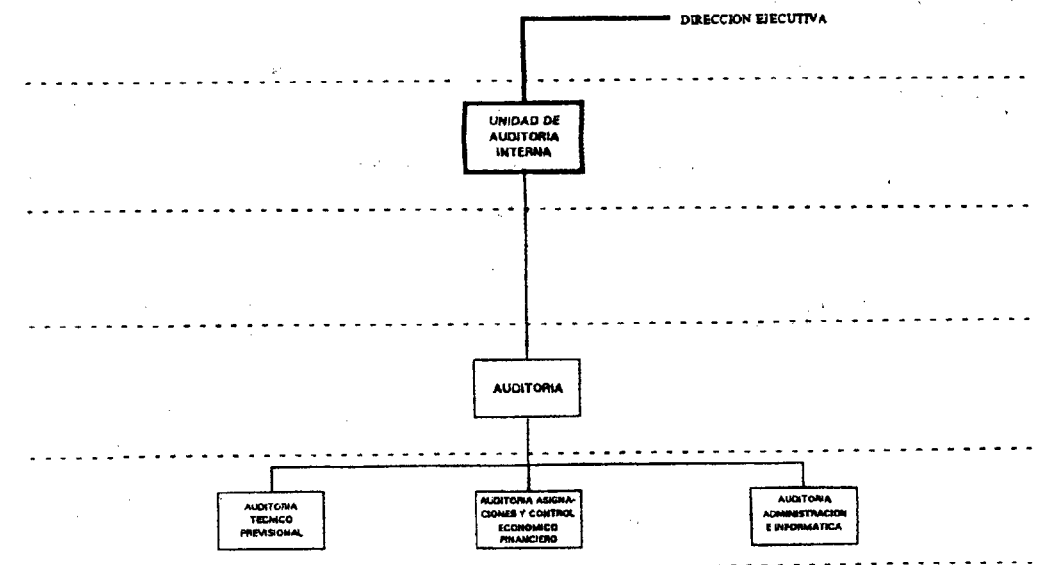 DIRECCION EJECUTIVA
UNIDAD DE
AUDITORIA
INTERNA
AUDITORIA
AUDITORIA
TECNICO
PREVISIONAL
AUDITORIA ASIGNA-
CIONES Y CONTROL
ECONOMICO
FINANCIERO
AUDITORIA
ADMINISTRACION
E INFORMATICA